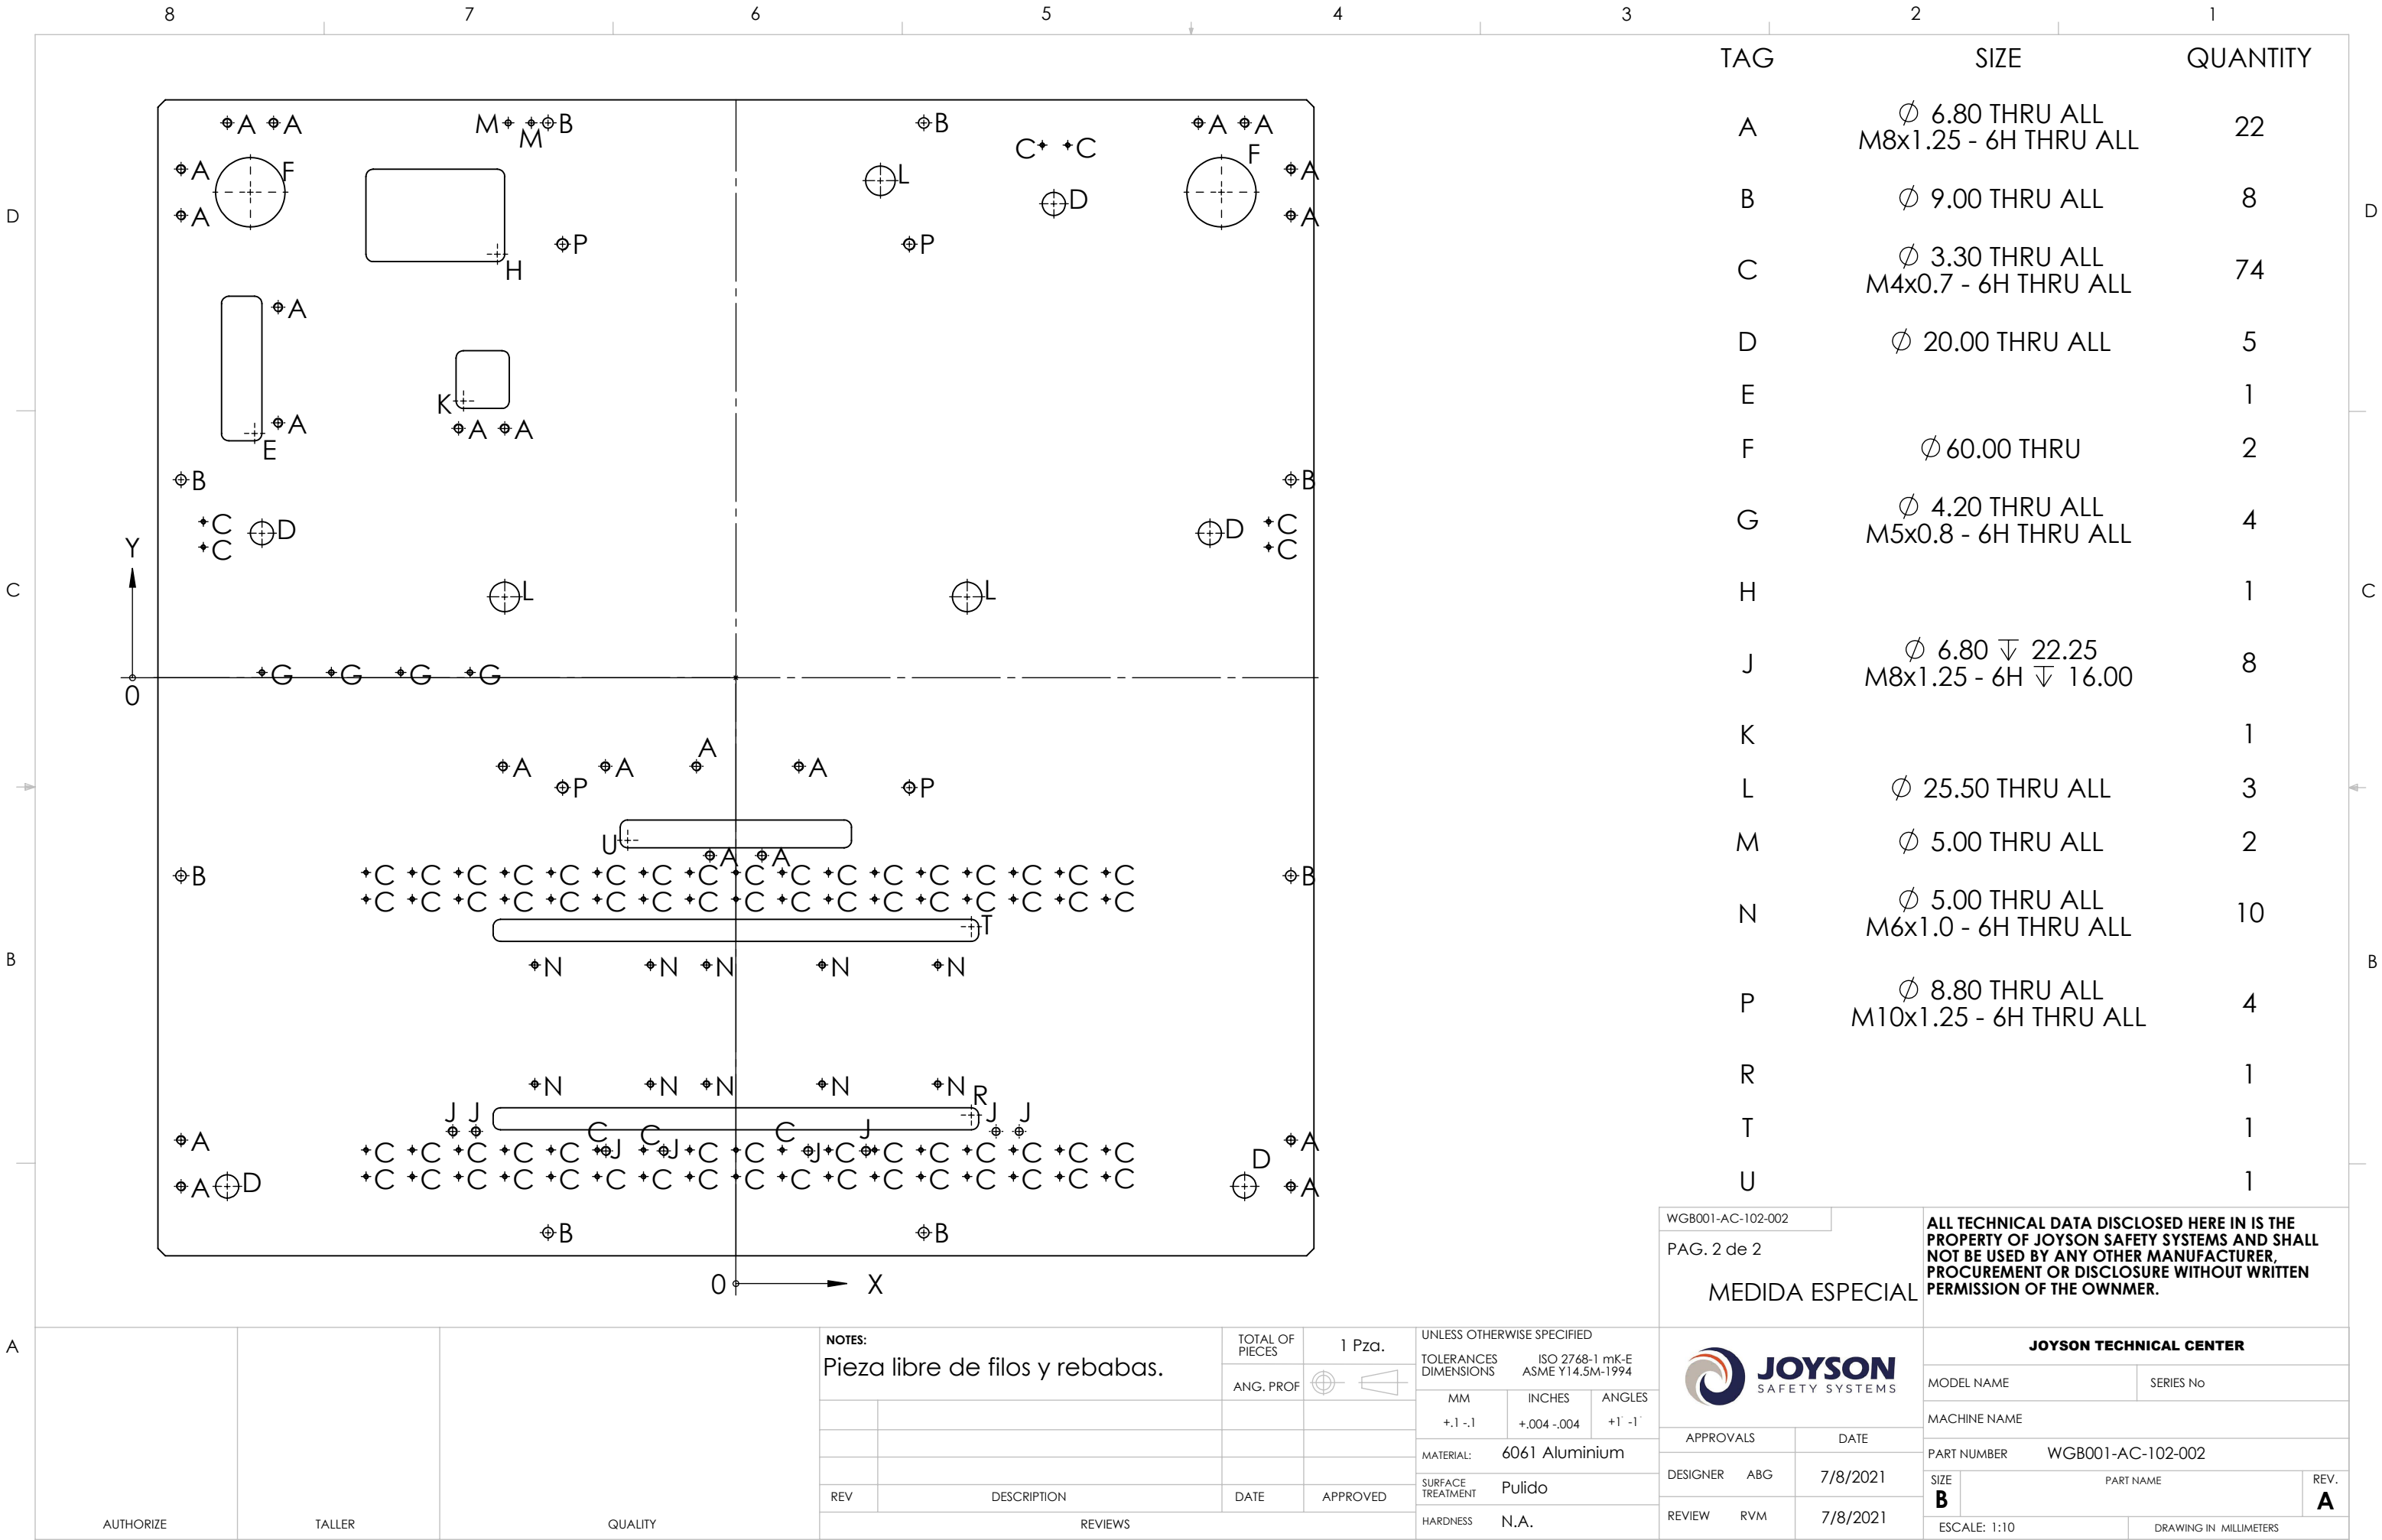 8 7 6 5 4 3 2 1
TAG SIZE QUANTITY
A ∅ 6.80 THRU ALL 22
M8x1.25 - 6H THRU ALL
B ∅ 9.00 THRU ALL 8
C ∅ 3.30 THRU ALL 74
M4x0.7 - 6H THRU ALL
D ∅ 20.00 THRU ALL 5
E 1
F ∅ 60.00 THRU 2
G ∅ 4.20 THRU ALL 4
M5x0.8 - 6H THRU ALL
H 1
J ∅ 6.80 ↧ 22.25 8
M8x1.25 - 6H ↧ 16.00
K 1
L ∅ 25.50 THRU ALL 3
M ∅ 5.00 THRU ALL 2
N ∅ 5.00 THRU ALL 10
M6x1.0 - 6H THRU ALL
P ∅ 8.80 THRU ALL 4
M10x1.25 - 6H THRU ALL
R 1
T 1
U 1
A A M M B B A A
C C
A F L F A
D A D A D
P P
H
A
K
A A A
E
B B
C D D C
C C
Y
C L L C
0 G G G G
A
A A A
P P
U
A A
B C C C C C C C C C C C C C C C C C B
C C C C C C C C C C C C C C C C C
T
B N N N N N B
N N N N N
R
J J J J
C C C J
A C C C C C J C J C C C J C C C C C C C A
A D C C C C C C C C C C C C C C C C C D A
B B
0 X
A
WGB001-AC-102-002
PAG. 2 de 2
MEDIDA ESPECIAL
ALL TECHNICAL DATA DISCLOSED HERE IN IS THE
PROPERTY OF JOYSON SAFETY SYSTEMS AND SHALL
NOT BE USED BY ANY OTHER MANUFACTURER,
PROCUREMENT OR DISCLOSURE WITHOUT WRITTEN
PERMISSION OF THE OWNMER.
AUTHORIZE TALLER QUALITY
NOTES:
Pieza libre de filos y rebabas.
REV DESCRIPTION DATE APPROVED
REVIEWS
TOTAL OF
PIECES 1 Pza.
ANG. PROF
UNLESS OTHERWISE SPECIFIED
TOLERANCES ISO 2768-1 mK-E
DIMENSIONS ASME Y14.5M-1994
MM INCHES ANGLES
+.1 -.1 +.004 -.004 +1° -1°
MATERIAL: 6061 Aluminium
SURFACE
TREATMENT Pulido
HARDNESS N.A.
JOYSON
SAFETY SYSTEMS
APPROVALS DATE
DESIGNER ABG 7/8/2021
REVIEW RVM 7/8/2021
JOYSON TECHNICAL CENTER
MODEL NAME SERIES No
MACHINE NAME
PART NUMBER WGB001-AC-102-002
SIZE PART NAME REV.
B A
ESCALE: 1:10 DRAWING IN MILLIMETERS